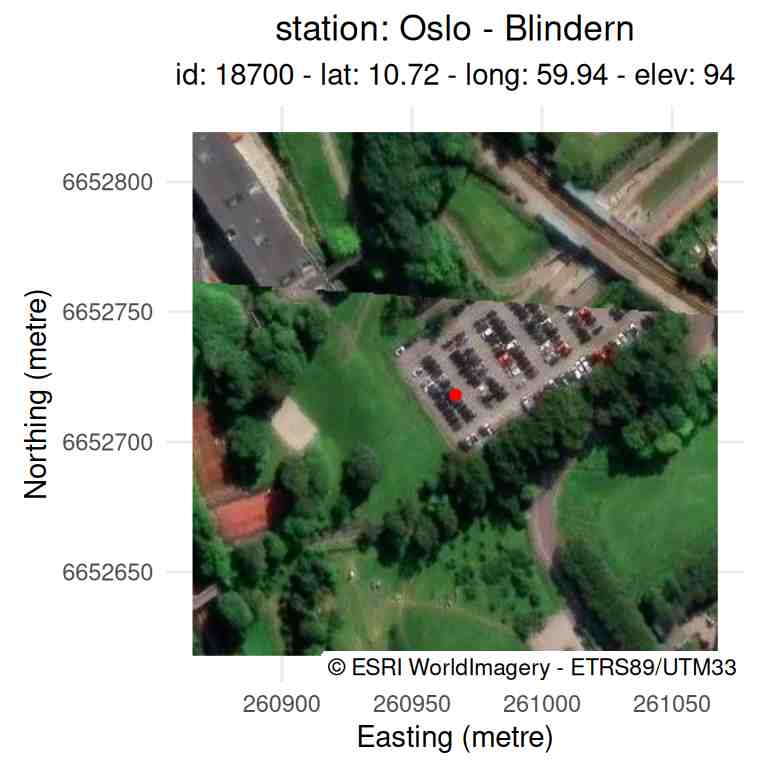 station: Oslo - Blindern
id: 18700 - lat: 10.72 - long: 59.94 - elev: 94
6652800
6652750
6652700
6652650
Northing (metre)
© ESRI WorldImagery - ETRS89/UTM33
260900 260950 261000 261050
Easting (metre)